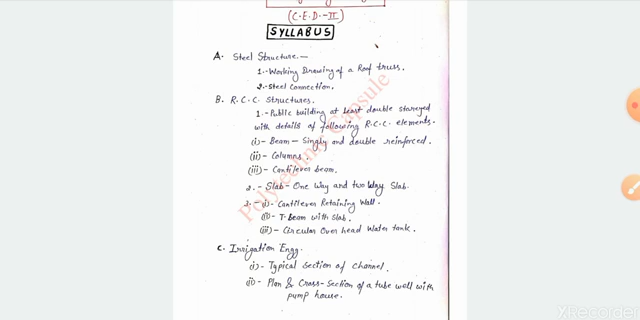 (C.E.D.-II)
SYLLABUS
A. Steel Structure-
1.-Working Drawing of a Roof truss.
2.-Steel Connection.
B. R.C.C Structures.
1.-Public building at Least double storeyed
with details of following R.C.C elements.
(i)- Beam- Singly and double reinforced.
(ii)- Columns.
(iii)- Cantilever beam.
2.- Slab- One Way and two Way Slab.
3.-(i)- Cantilever Retaining Wall.
(ii)- T-Beam with Slab.
(iii)- Circular Over head Water tank.
C. Irrigation Engg.
(i)- Typical Section of Channel.
(ii)- Plan & Cross-Section of a tube well with
pump house.
Polytechnic Capsule
XRecorder